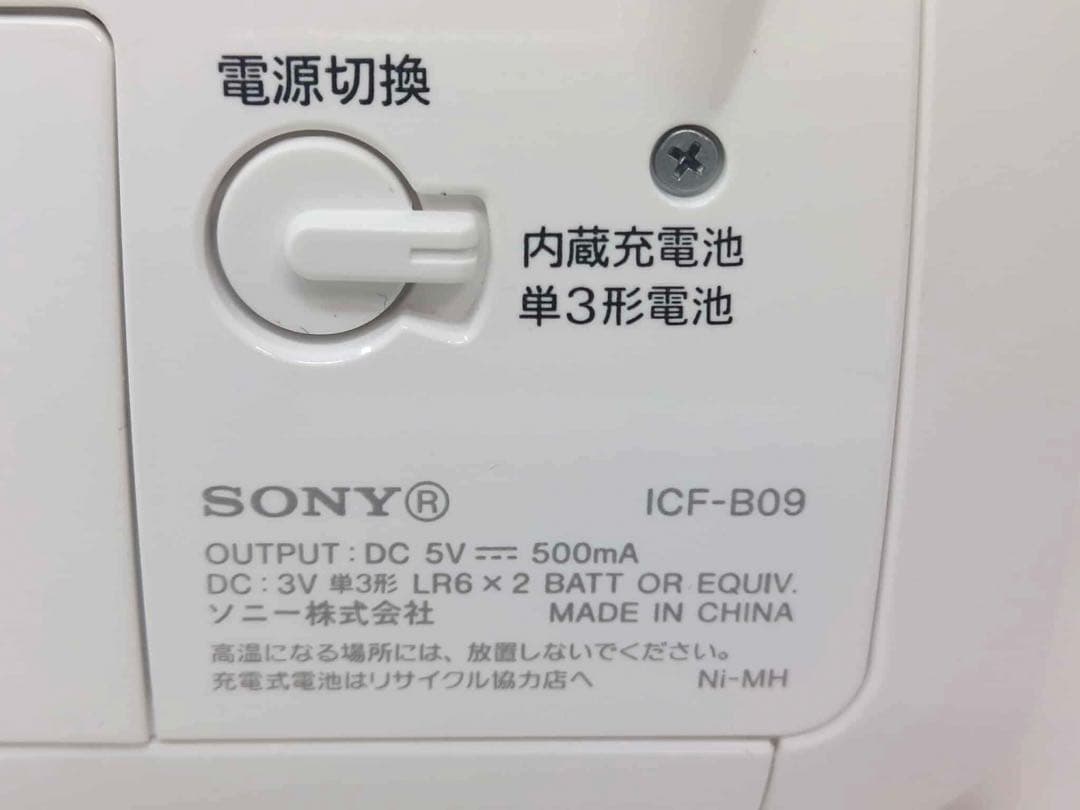 電源切換
内蔵充電池
単3形電池
SONY® ICF-B09
OUTPUT : DC 5V ⎓ 500mA
DC : 3V 単3形 LR6 × 2 BATT OR EQUIV.
ソニー株式会社 MADE IN CHINA
高温になる場所には、放置しないでください。
充電式電池はリサイクル協力店へ Ni-MH